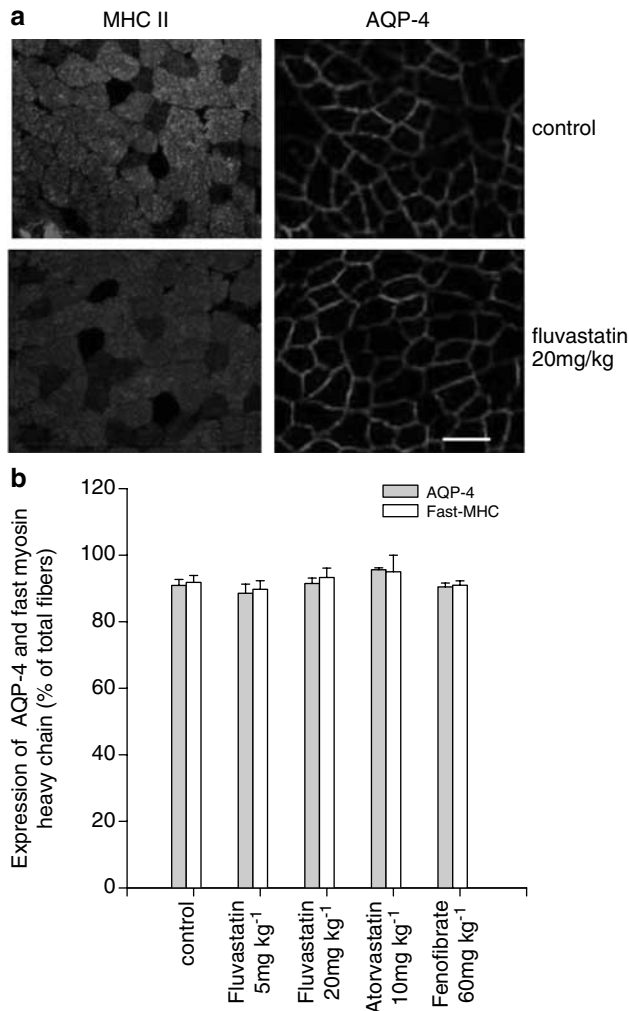 a
MHC II
AQP-4
control
fluvastatin
20mg/kg
b
Expression of AQP-4 and fast myosin
heavy chain (% of total fibers)
120
100
80
60
40
20
0
AQP-4
Fast-MHC
control
Fluvastatin
5mg kg⁻¹
Fluvastatin
20mg kg⁻¹
Atorvastatin
10mg kg⁻¹
Fenofibrate
60mg kg⁻¹